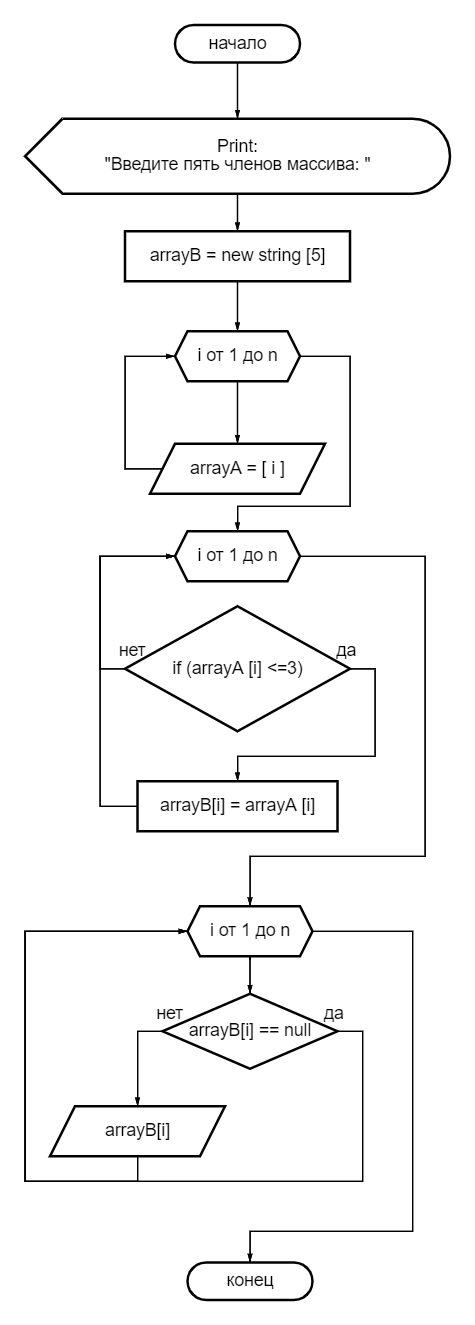 начало
Print:
"Введите пять членов массива: "
arrayB = new string [5]
i от 1 до n
arrayA = [ i ]
i от 1 до n
нет
да
if (arrayA [i] <=3)
arrayB[i] = arrayA [i]
i от 1 до n
нет
да
arrayB[i] == null
arrayB[i]
конец